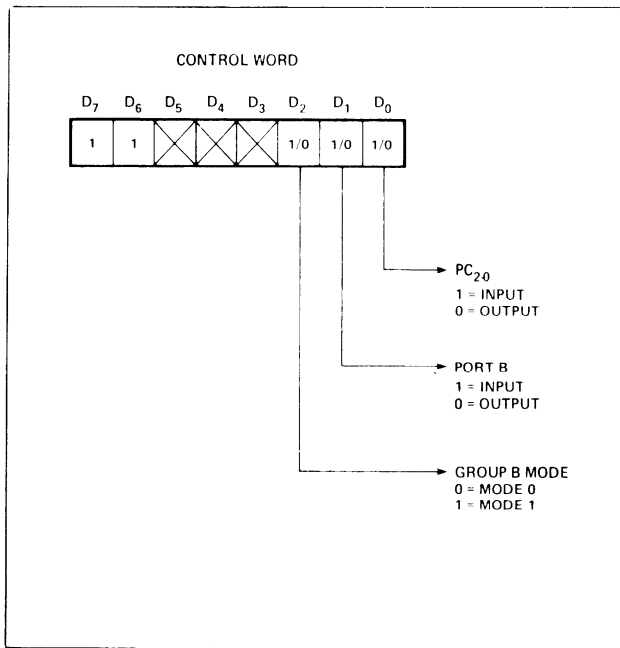 CONTROL WORD
D7 D6 D5 D4 D3 D2 D1 D0
1 1 1/0 1/0 1/0
PC2-0
1 = INPUT
0 = OUTPUT
PORT B
1 = INPUT
0 = OUTPUT
GROUP B MODE
0 = MODE 0
1 = MODE 1